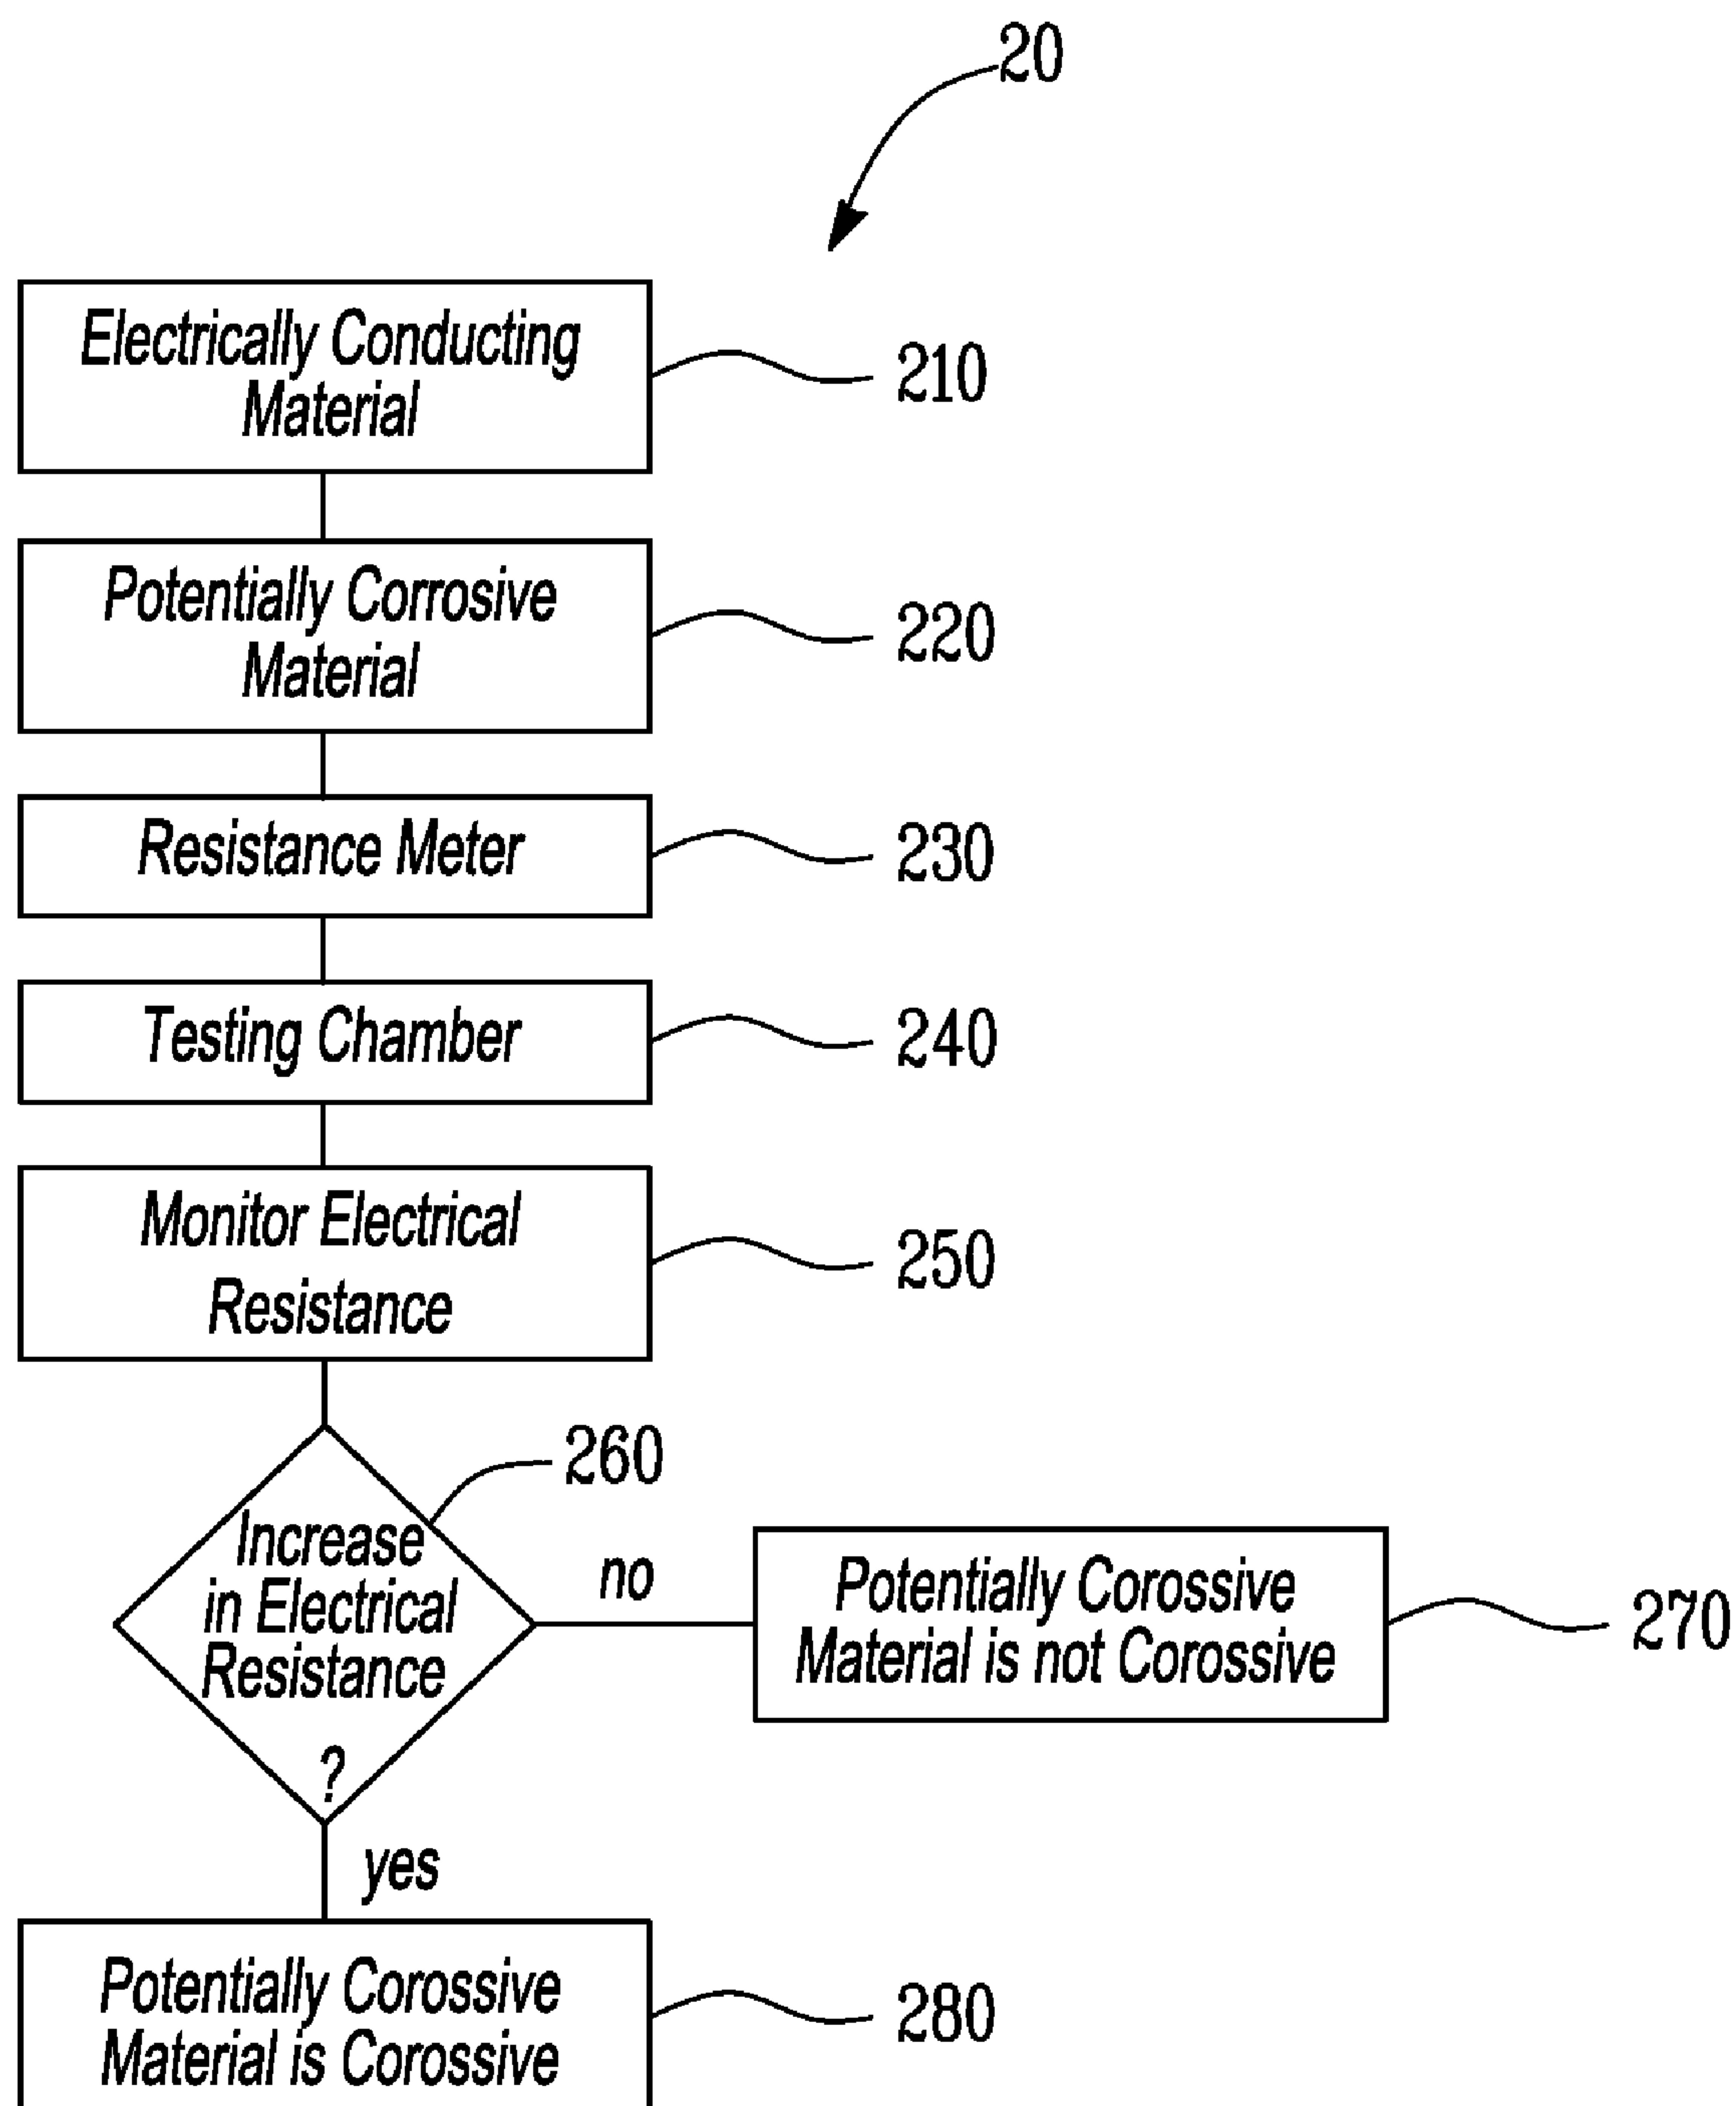 20
Electrically Conducting
Material
210
Potentially Corrosive
Material
220
Resistance Meter
230
Testing Chamber
240
Monitor Electrical
Resistance
250
260
Increase
in Electrical
Resistance
?
no
Potentially Corossive
Material is not Corossive
270
yes
Potentially Corossive
Material is Corossive
280